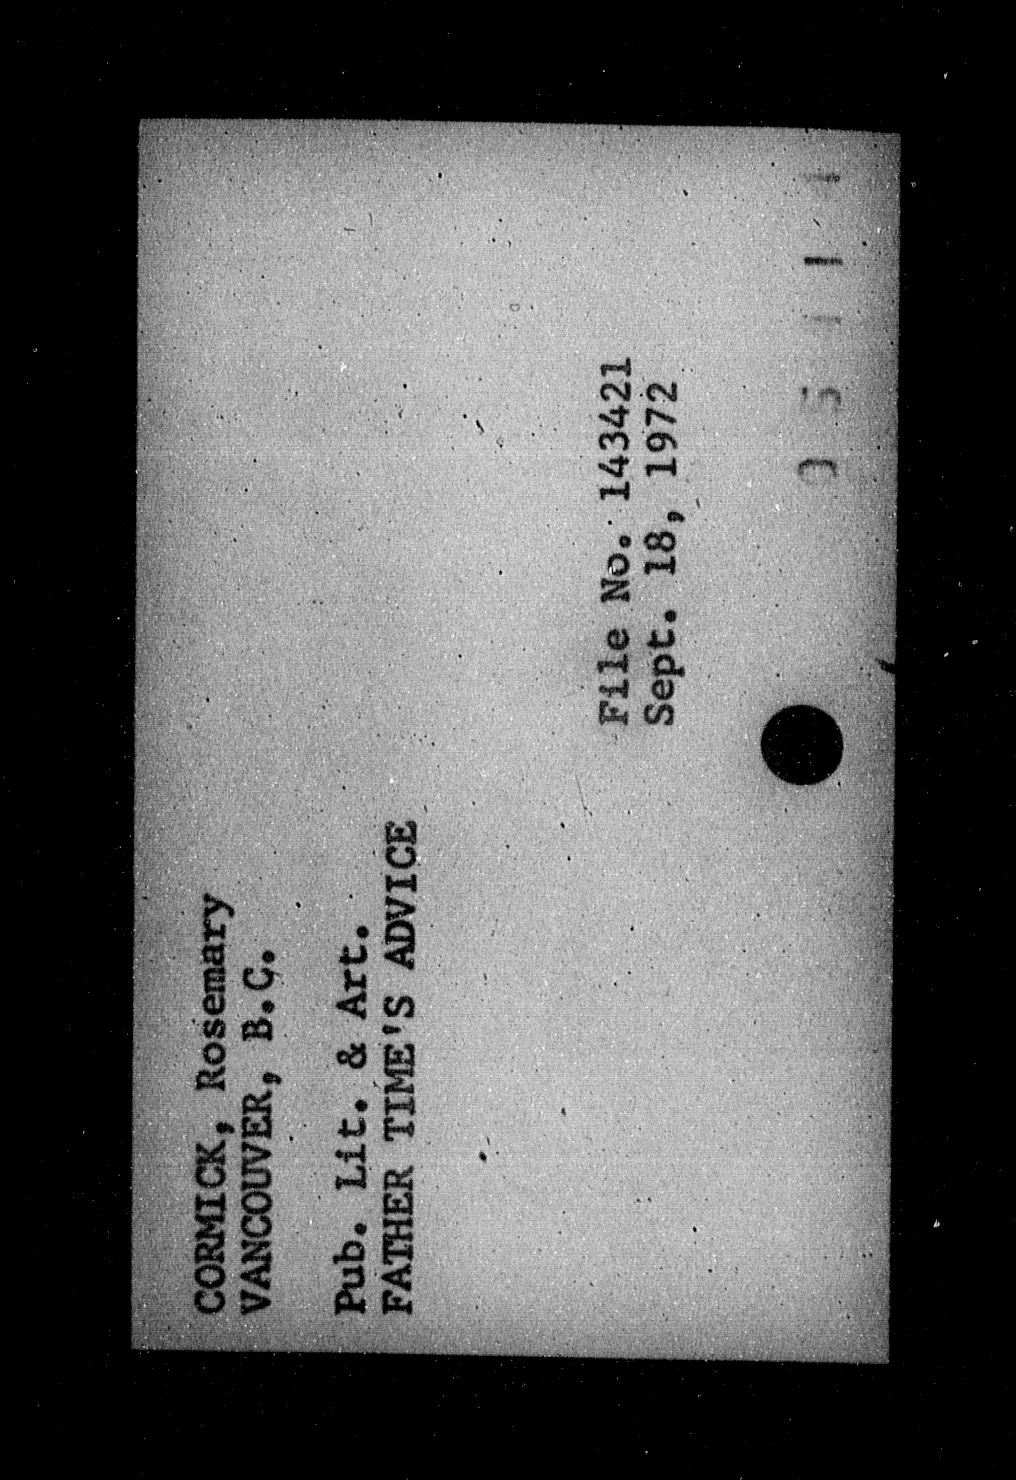 CORMICK, Rosemary
VANCOUVER, B.C.
Pub. Lit. & Art.
FATHER TIME'S ADVICE
File No. 143421
Sept. 18, 1972